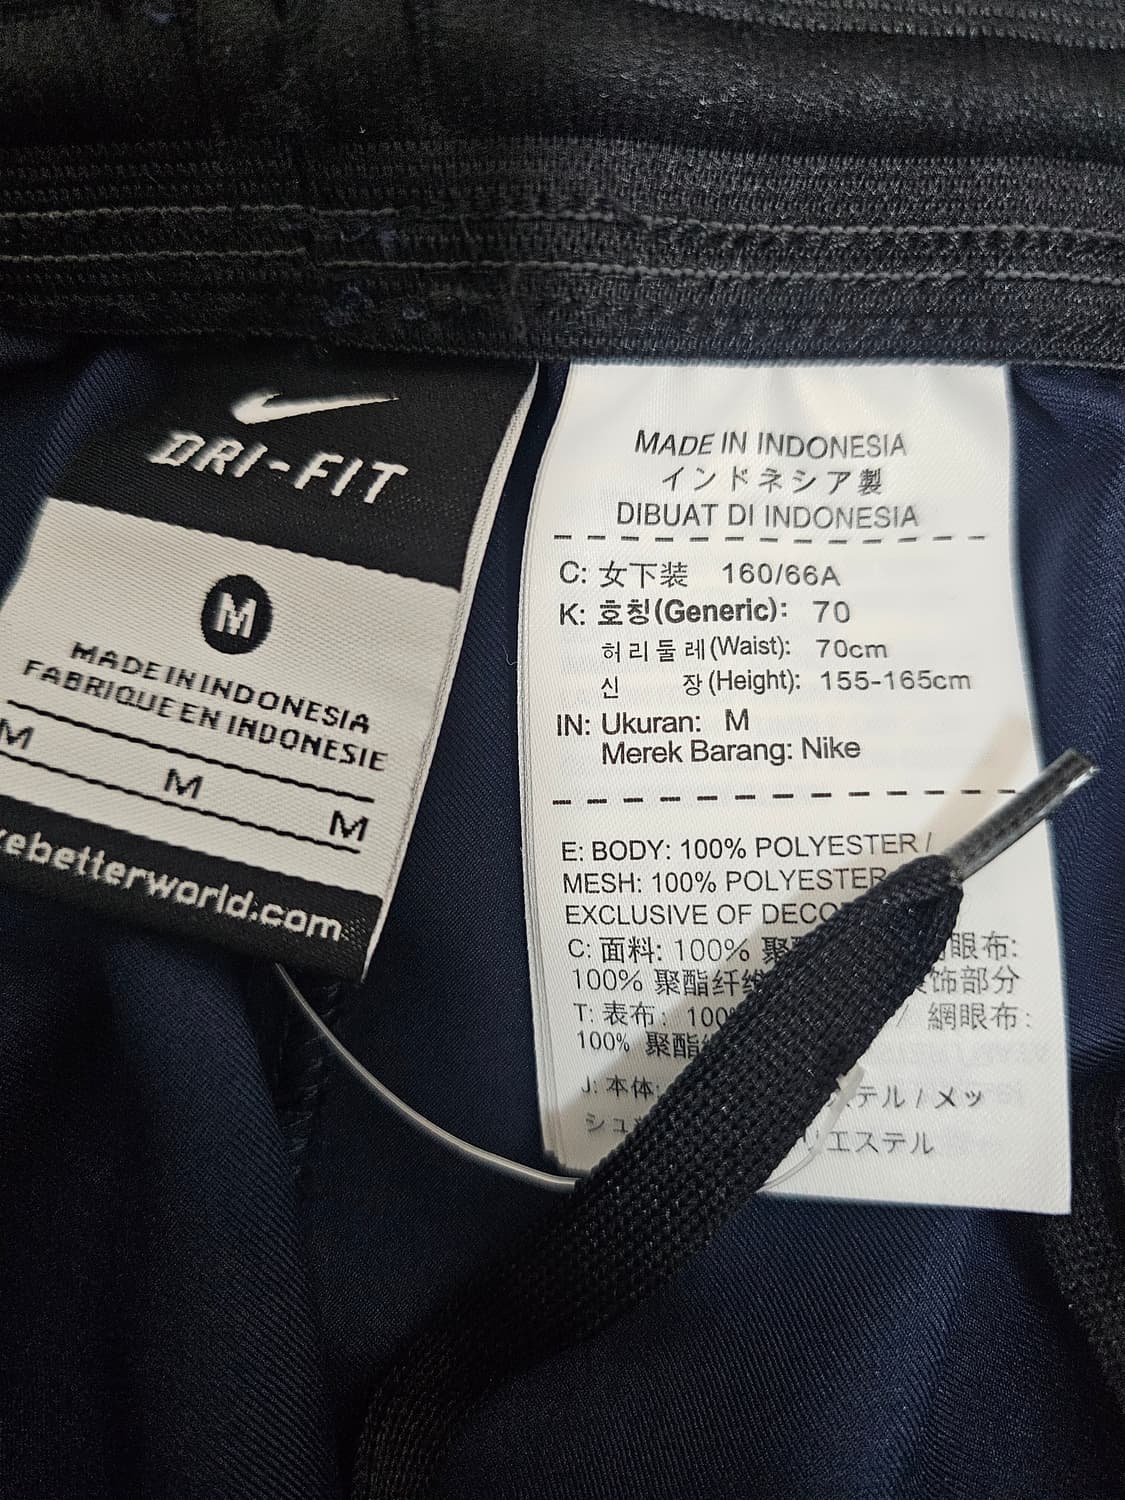 DRI-FIT
M
MADE IN INDONESIA
FABRIQUE EN INDONESIE
M
M
M
ebetterworld.com
MADE IN INDONESIA
インドネシア製
DIBUAT DI INDONESIA
C: 女下装 160/66A
K: 호칭(Generic): 70
허리둘레(Waist): 70cm
신 장(Height): 155-165cm
IN: Ukuran: M
Merek Barang: Nike
E: BODY: 100% POLYESTER /
MESH: 100% POLYESTER
EXCLUSIVE OF
C: 面料: 100% 眼布:
100% 聚酯纤 饰部分
T: 表布: / 網眼布:
100% 聚酯
J: 本体: ステル / メッ
シュ エステル